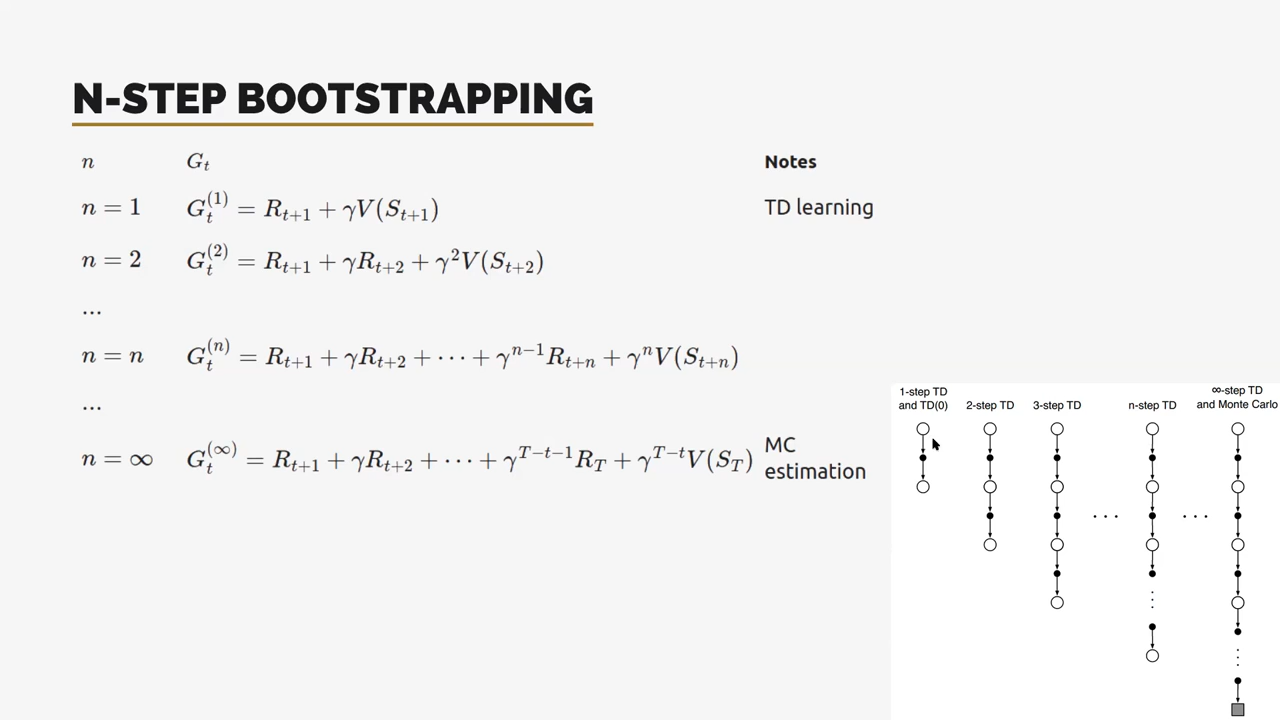 N-STEP BOOTSTRAPPING
n G_t Notes
n = 1 G_t^{(1)} = R_{t+1} + γV(S_{t+1}) TD learning
n = 2 G_t^{(2)} = R_{t+1} + γR_{t+2} + γ^2V(S_{t+2})
...
n = n G_t^{(n)} = R_{t+1} + γR_{t+2} + ⋯ + γ^{n−1}R_{t+n} + γ^nV(S_{t+n})
...
n = ∞ G_t^{(∞)} = R_{t+1} + γR_{t+2} + ⋯ + γ^{T−t−1}R_T + γ^{T−t}V(S_T) MC
estimation
1-step TD
and TD(0)
2-step TD
3-step TD
n-step TD
∞-step TD
and Monte Carlo